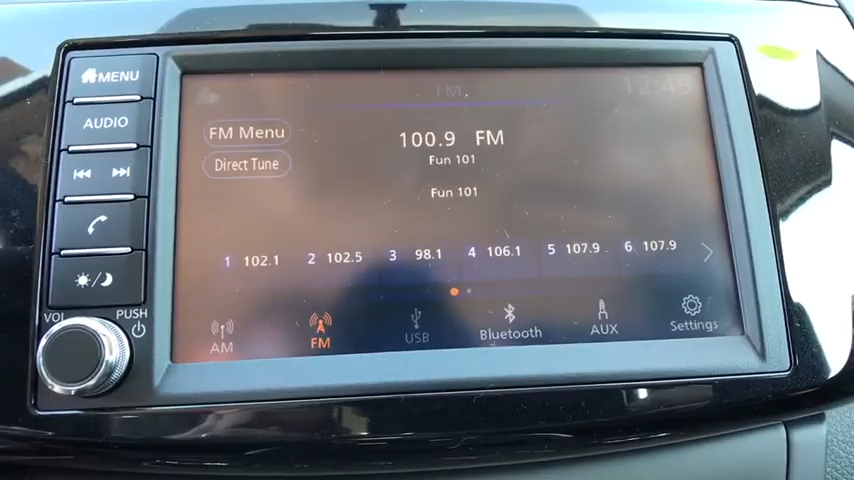 MENU
AUDIO
VOL
PUSH
FM
12:49
FM Menu
Direct Tune
100.9 FM
Fun 101
Fun 101
1 102.1 2 102.5 3 98.1 4 106.1 5 107.9 6 107.9
AM FM USB Bluetooth AUX Settings